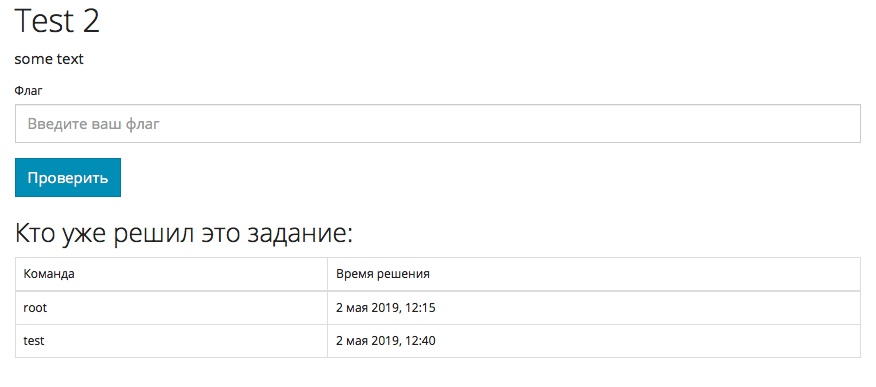 Test 2
some text
Флаг
Введите ваш флаг
Проверить
Кто уже решил это задание:
Команда Время решения
root 2 мая 2019, 12:15
test 2 мая 2019, 12:40